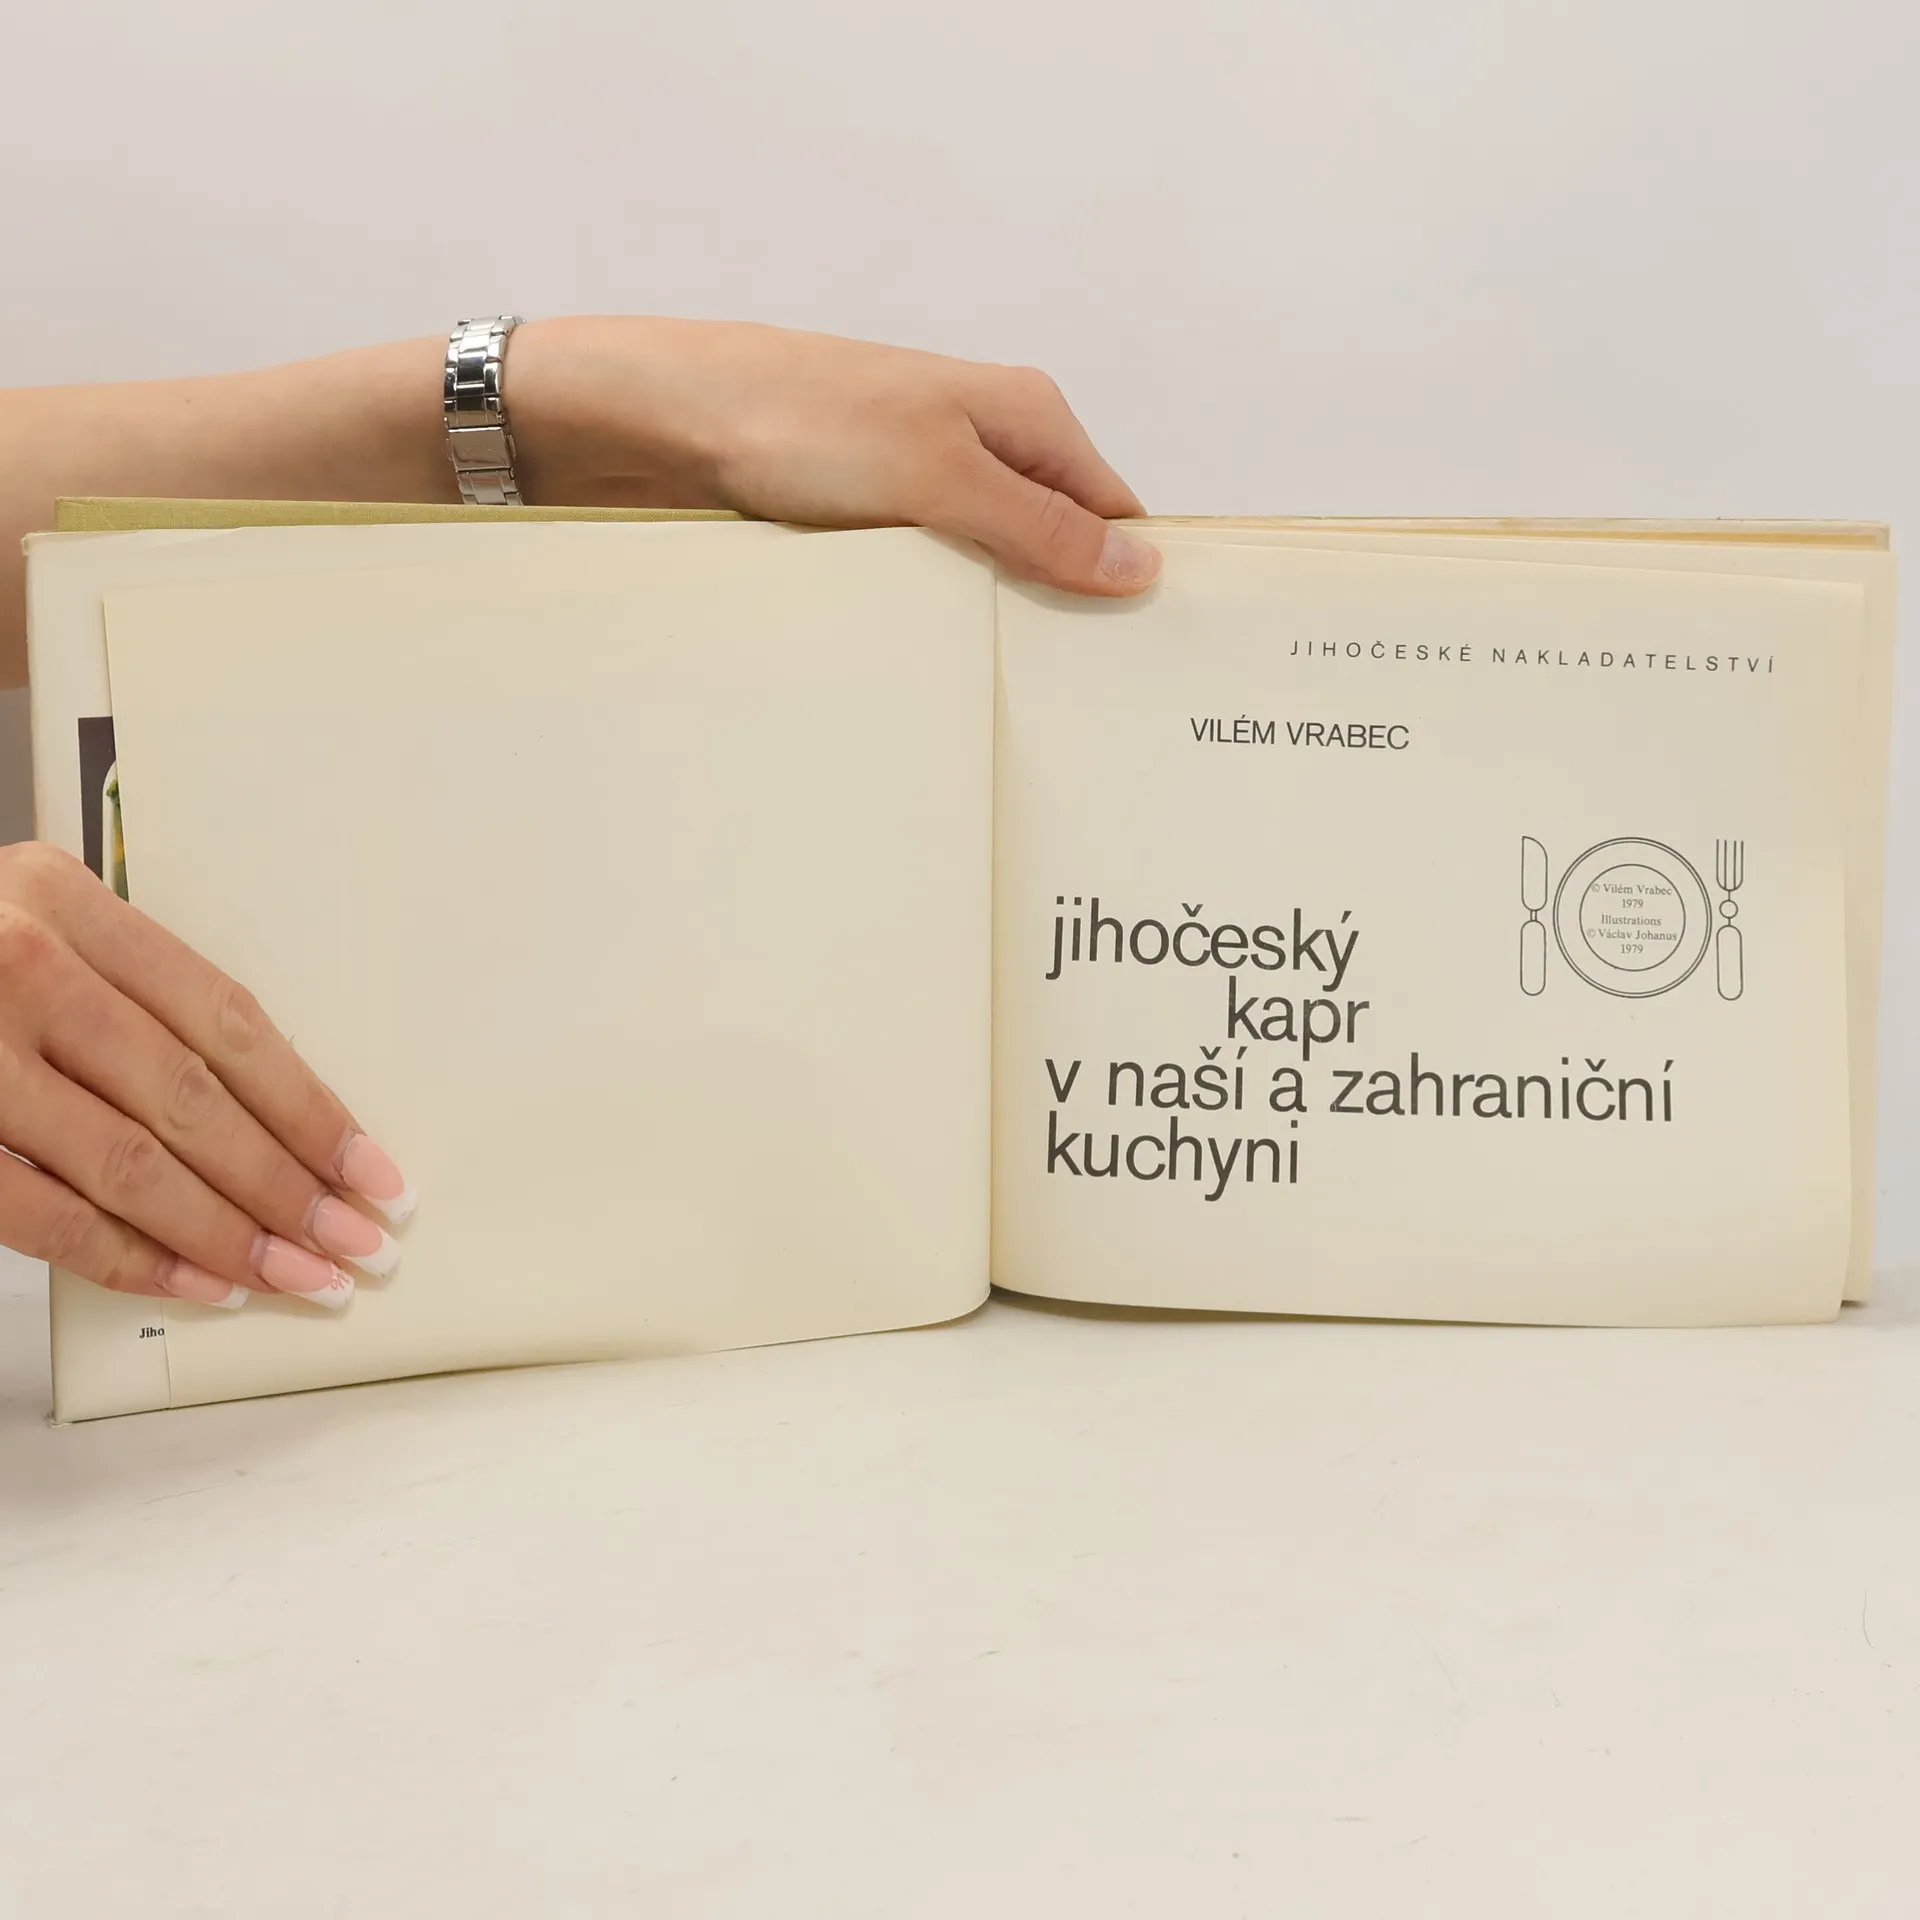 JIHOČESKÉ NAKLADATELSTVÍ
VILÉM VRABEC
© Vilém Vrabec
1979
Illustrations
© Václav Johanus
1979
jihočeský
kapr
v naší a zahraniční
kuchyni
Jiho